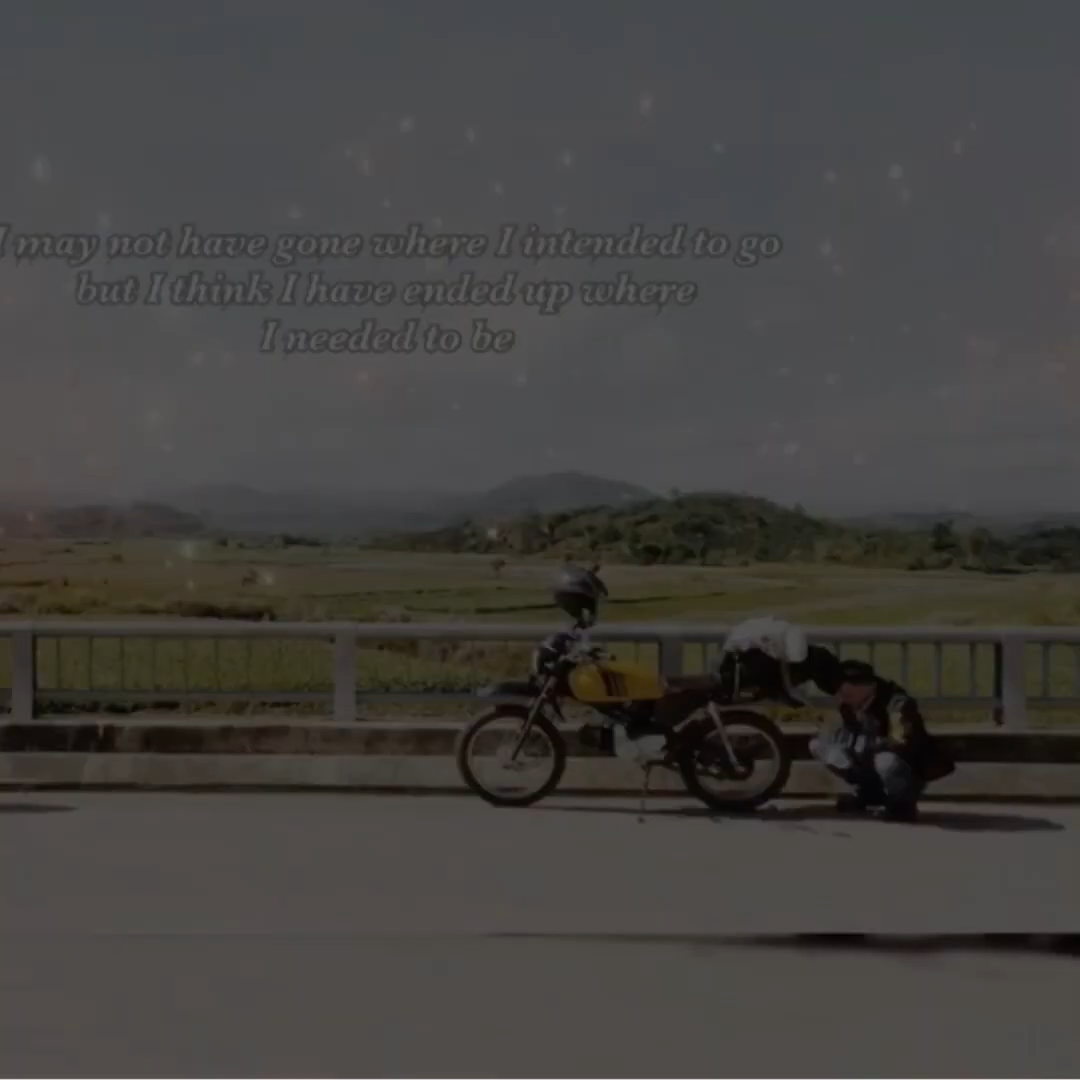 I may not have gone where I intended to go
but I think I have ended up where
I needed to be